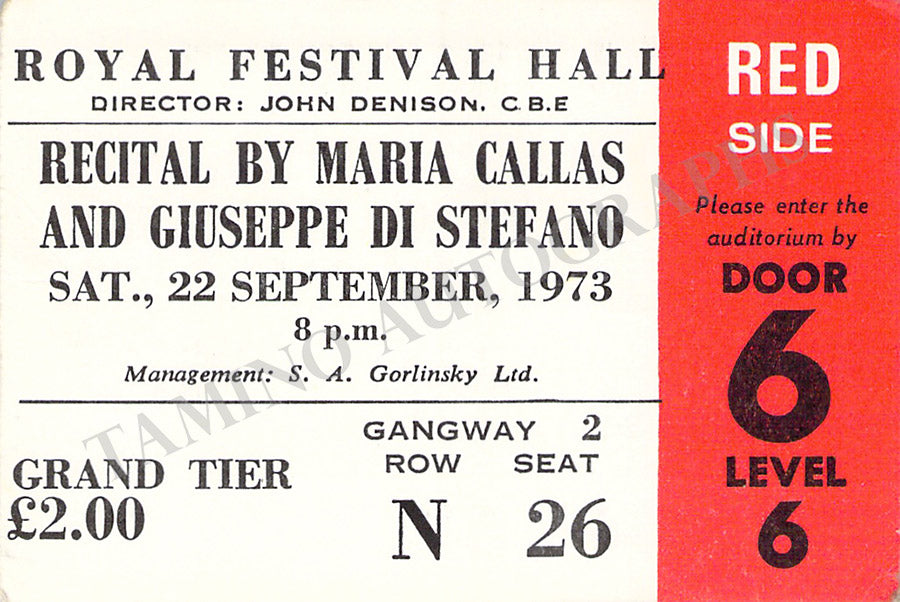 ROYAL FESTIVAL HALL
DIRECTOR: JOHN DENISON. C.B.E
RECITAL BY MARIA CALLAS
AND GIUSEPPE DI STEFANO
SAT., 22 SEPTEMBER, 1973
8 p.m.
Management: S. A. Gorlinsky Ltd.
GRAND TIER
£2.00
GANGWAY 2
ROW SEAT
N 26
RED
SIDE
Please enter the
auditorium by
DOOR
6
LEVEL
6
TAMINO AUTOGRAPHS